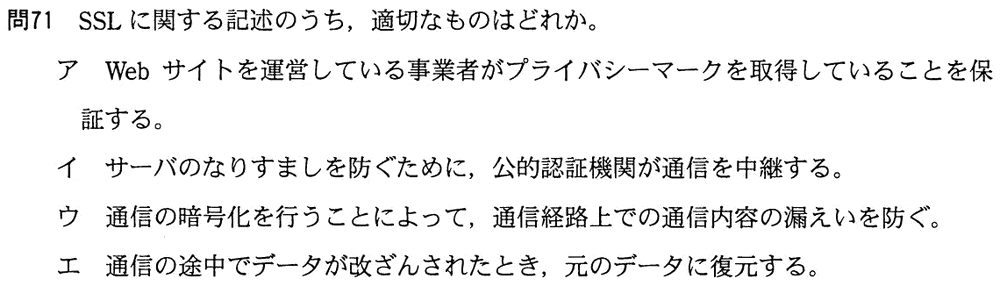 問71　SSL に関する記述のうち，適切なものはどれか。
ア　Web サイトを運営している事業者がプライバシーマークを取得していることを保
証する。
イ　サーバのなりすましを防ぐために，公的認証機関が通信を中継する。
ウ　通信の暗号化を行うことによって，通信経路上での通信内容の漏えいを防ぐ。
エ　通信の途中でデータが改ざんされたとき，元のデータに復元する。